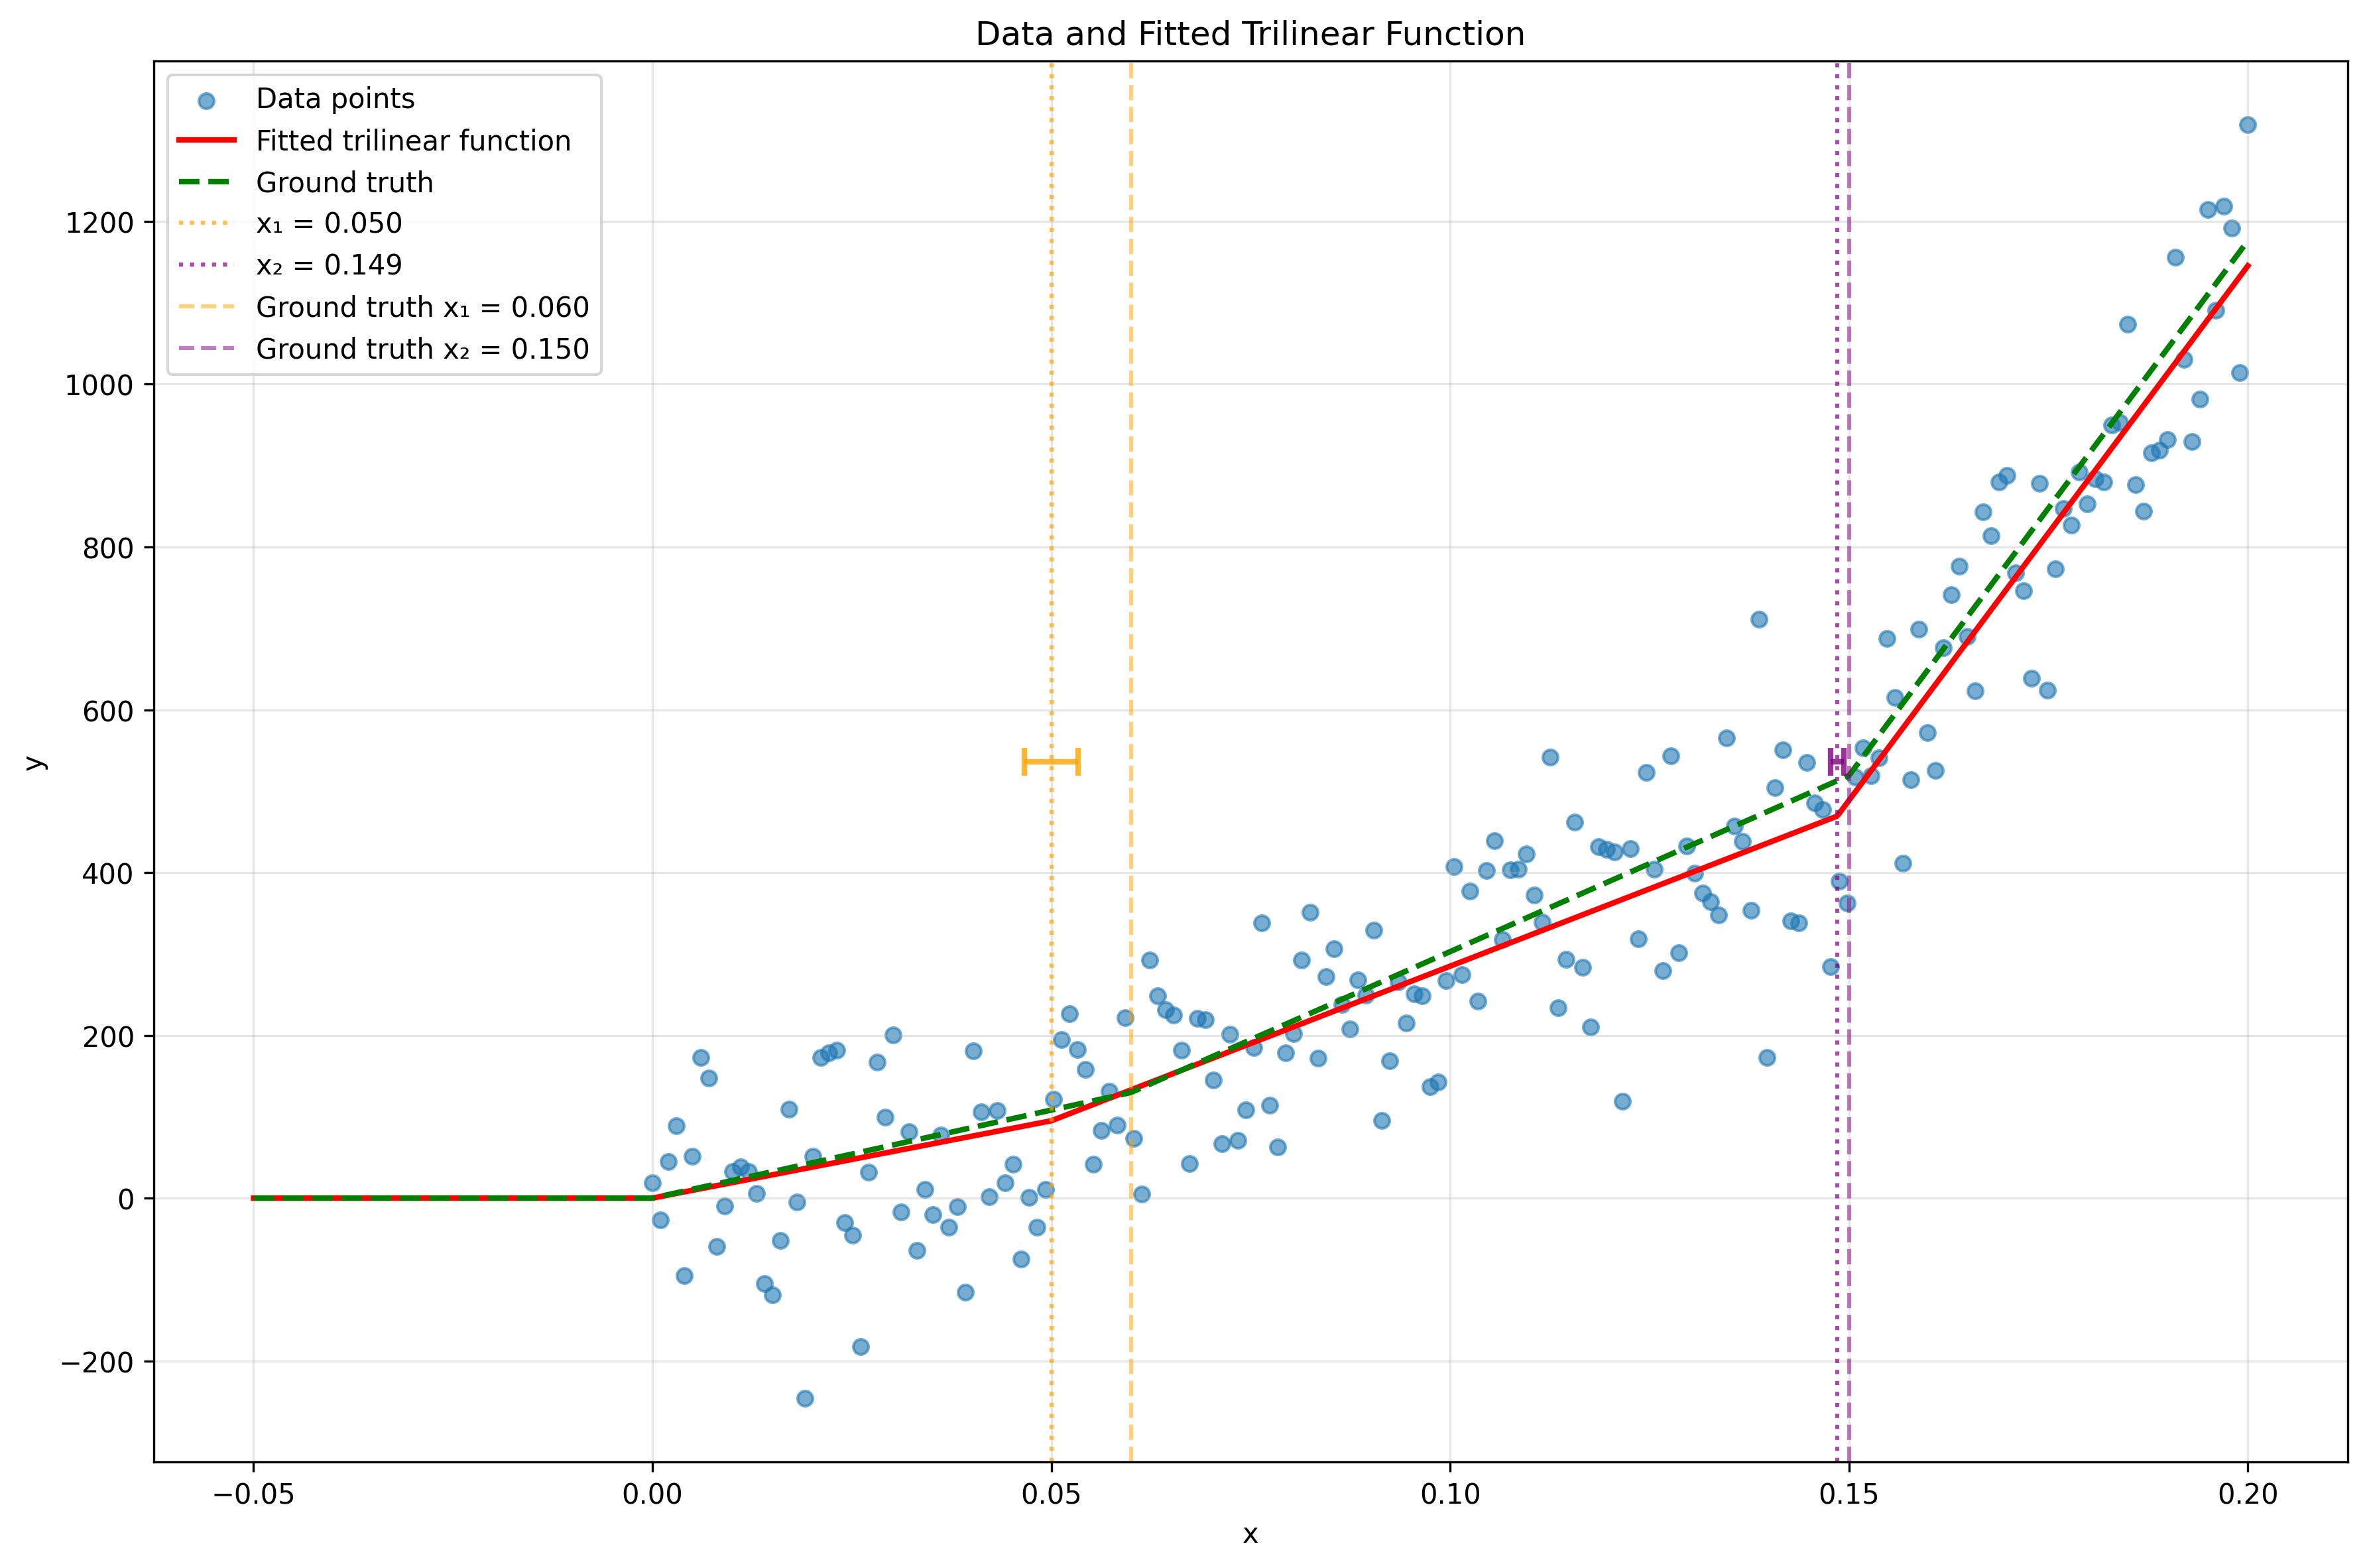 Data and Fitted Trilinear Function
Data points
Fitted trilinear function
Ground truth
x₁ = 0.050
x₂ = 0.149
Ground truth x₁ = 0.060
Ground truth x₂ = 0.150
1200
1000
800
600
400
200
0
−200
y
−0.05 0.00 0.05 0.10 0.15 0.20
x